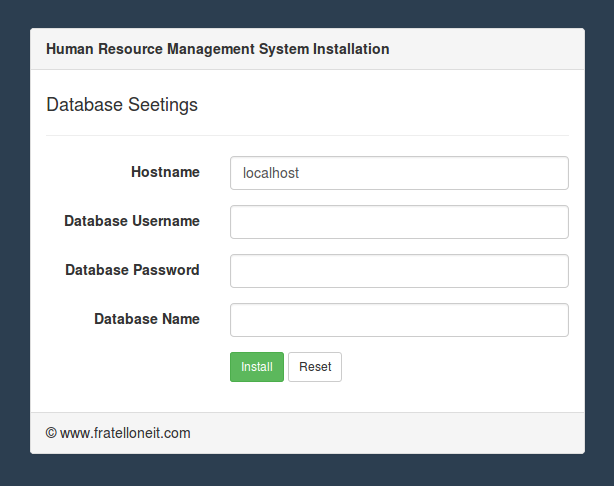 Human Resource Management System Installation
Database Seetings
Hostname
localhost
Database Username
Database Password
Database Name
Install Reset
© www.fratelloneit.com